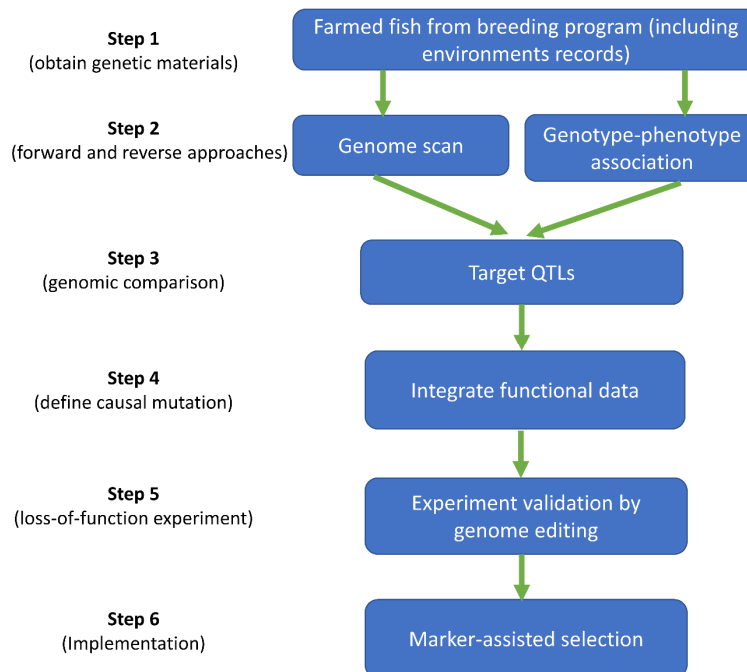 Step 1
(obtain genetic materials)
Farmed fish from breeding program (including
environments records)
Step 2
(forward and reverse approaches)
Genome scan
Genotype-phenotype
association
Step 3
(genomic comparison)
Target QTLs
Step 4
(define causal mutation)
Integrate functional data
Step 5
(loss-of-function experiment)
Experiment validation by
genome editing
Step 6
(Implementation)
Marker-assisted selection